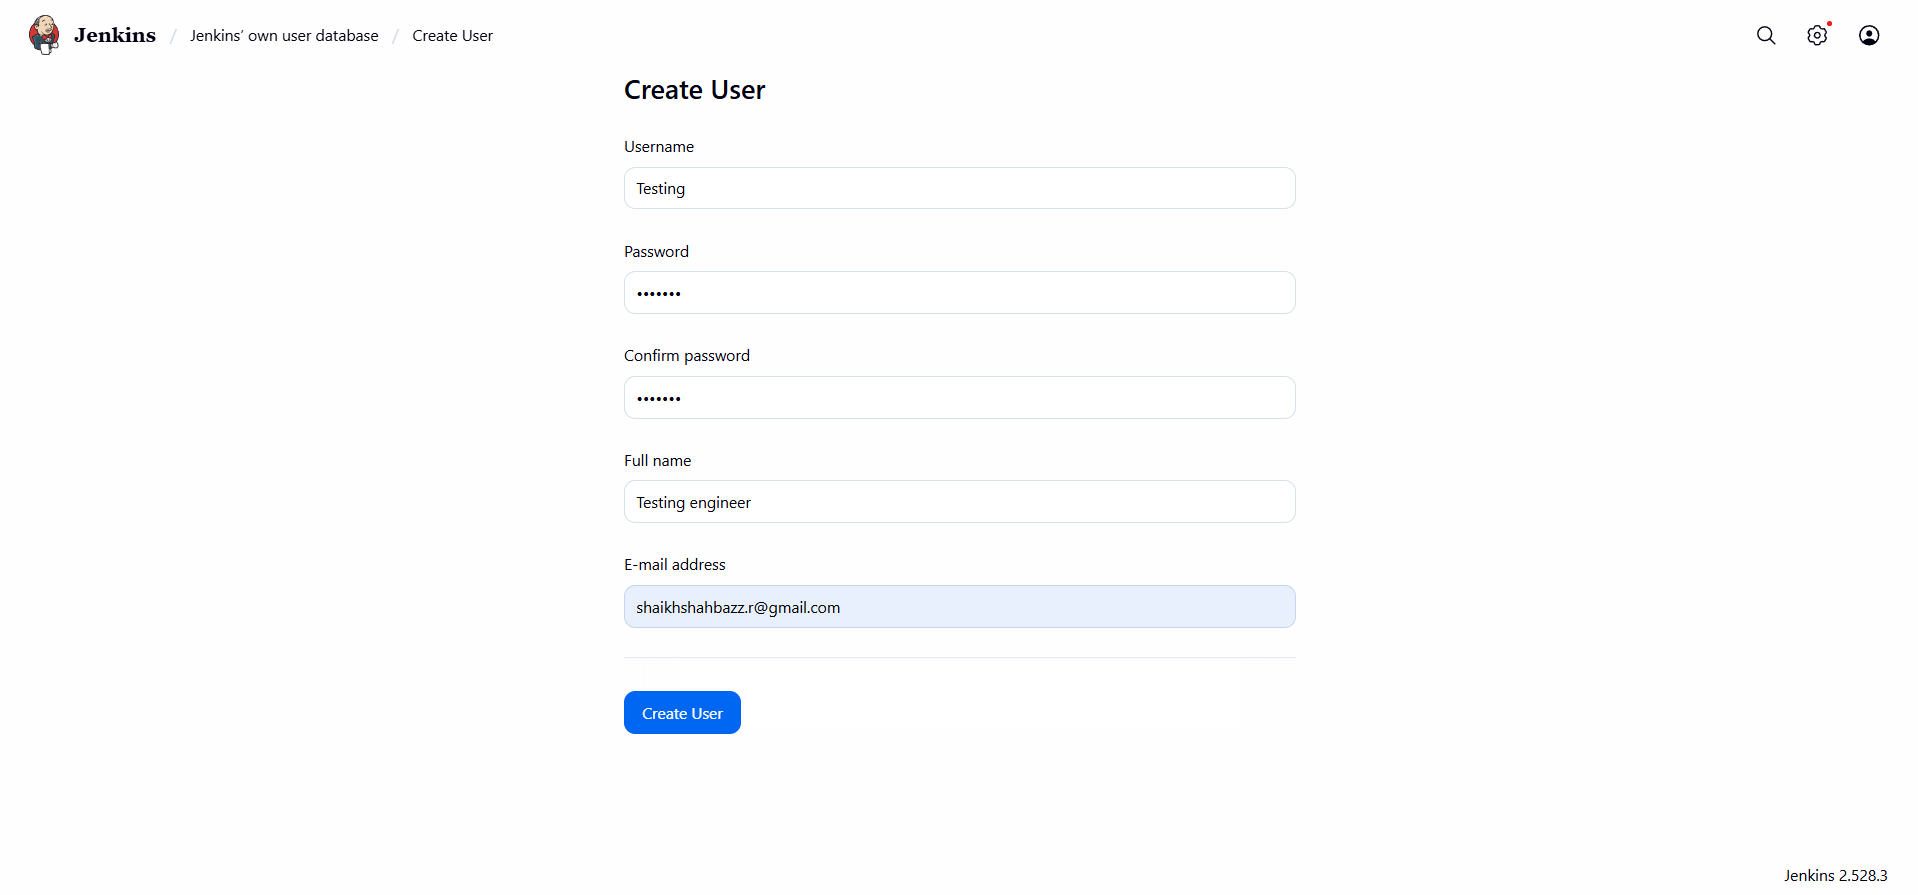 Jenkins / Jenkins’ own user database / Create User
Create User
Username
Testing
Password
•••••••
Confirm password
•••••••
Full name
Testing engineer
E-mail address
shaikhshahbazz.r@gmail.com
Create User
Jenkins 2.528.3